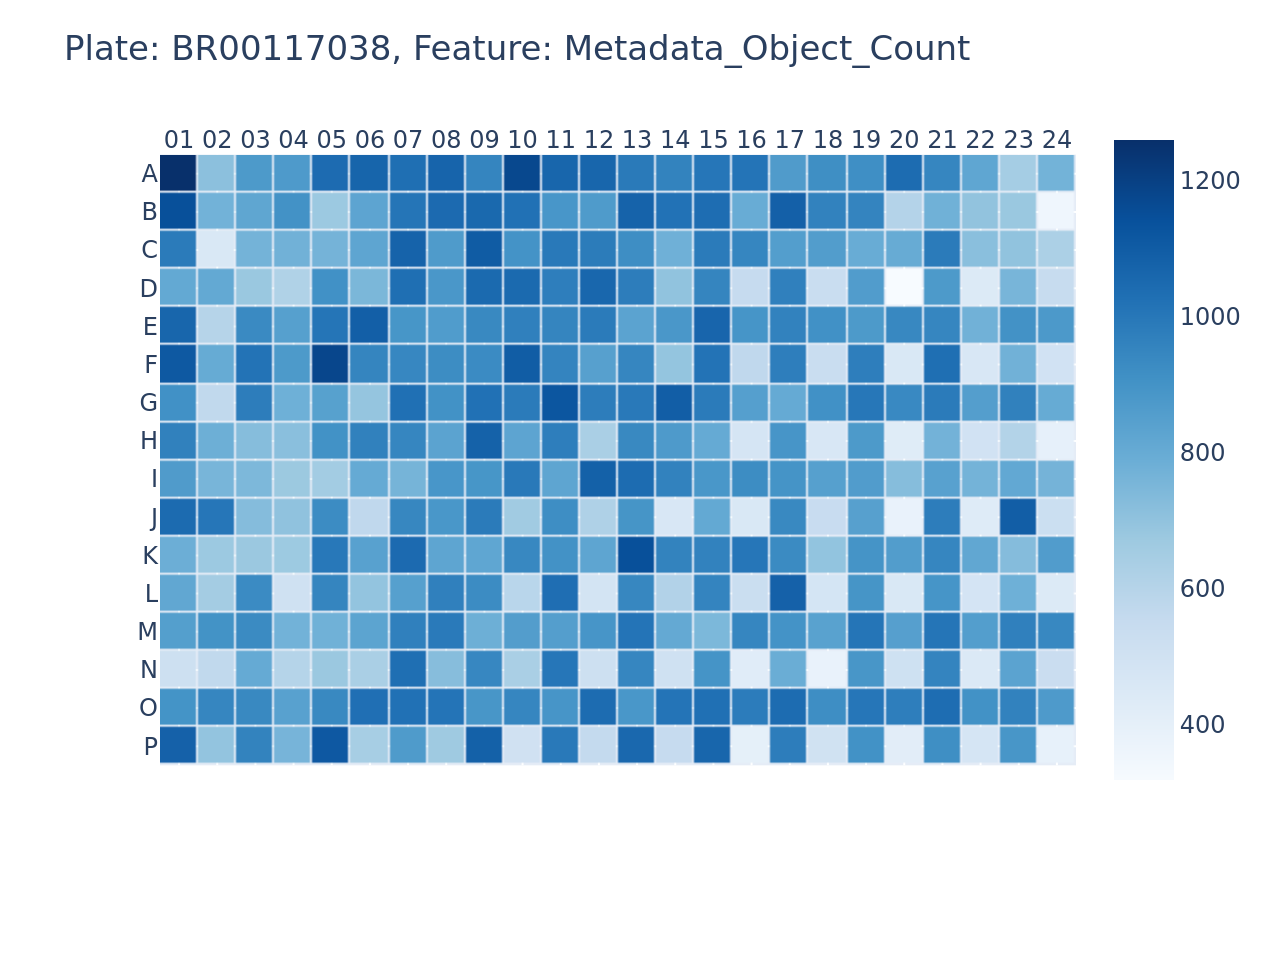 Plate: BR00117038, Feature: Metadata_Object_Count
01 02 03 04 05 06 07 08 09 10 11 12 13 14 15 16 17 18 19 20 21 22 23 24
A
B
C
D
E
F
G
H
I
J
K
L
M
N
O
P
1200
1000
800
600
400